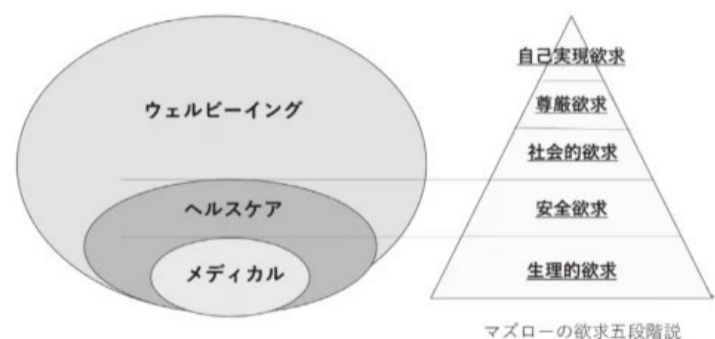 ウェルビーイング
ヘルスケア
メディカル
自己実現欲求
尊厳欲求
社会的欲求
安全欲求
生理的欲求
マズローの欲求五段階説